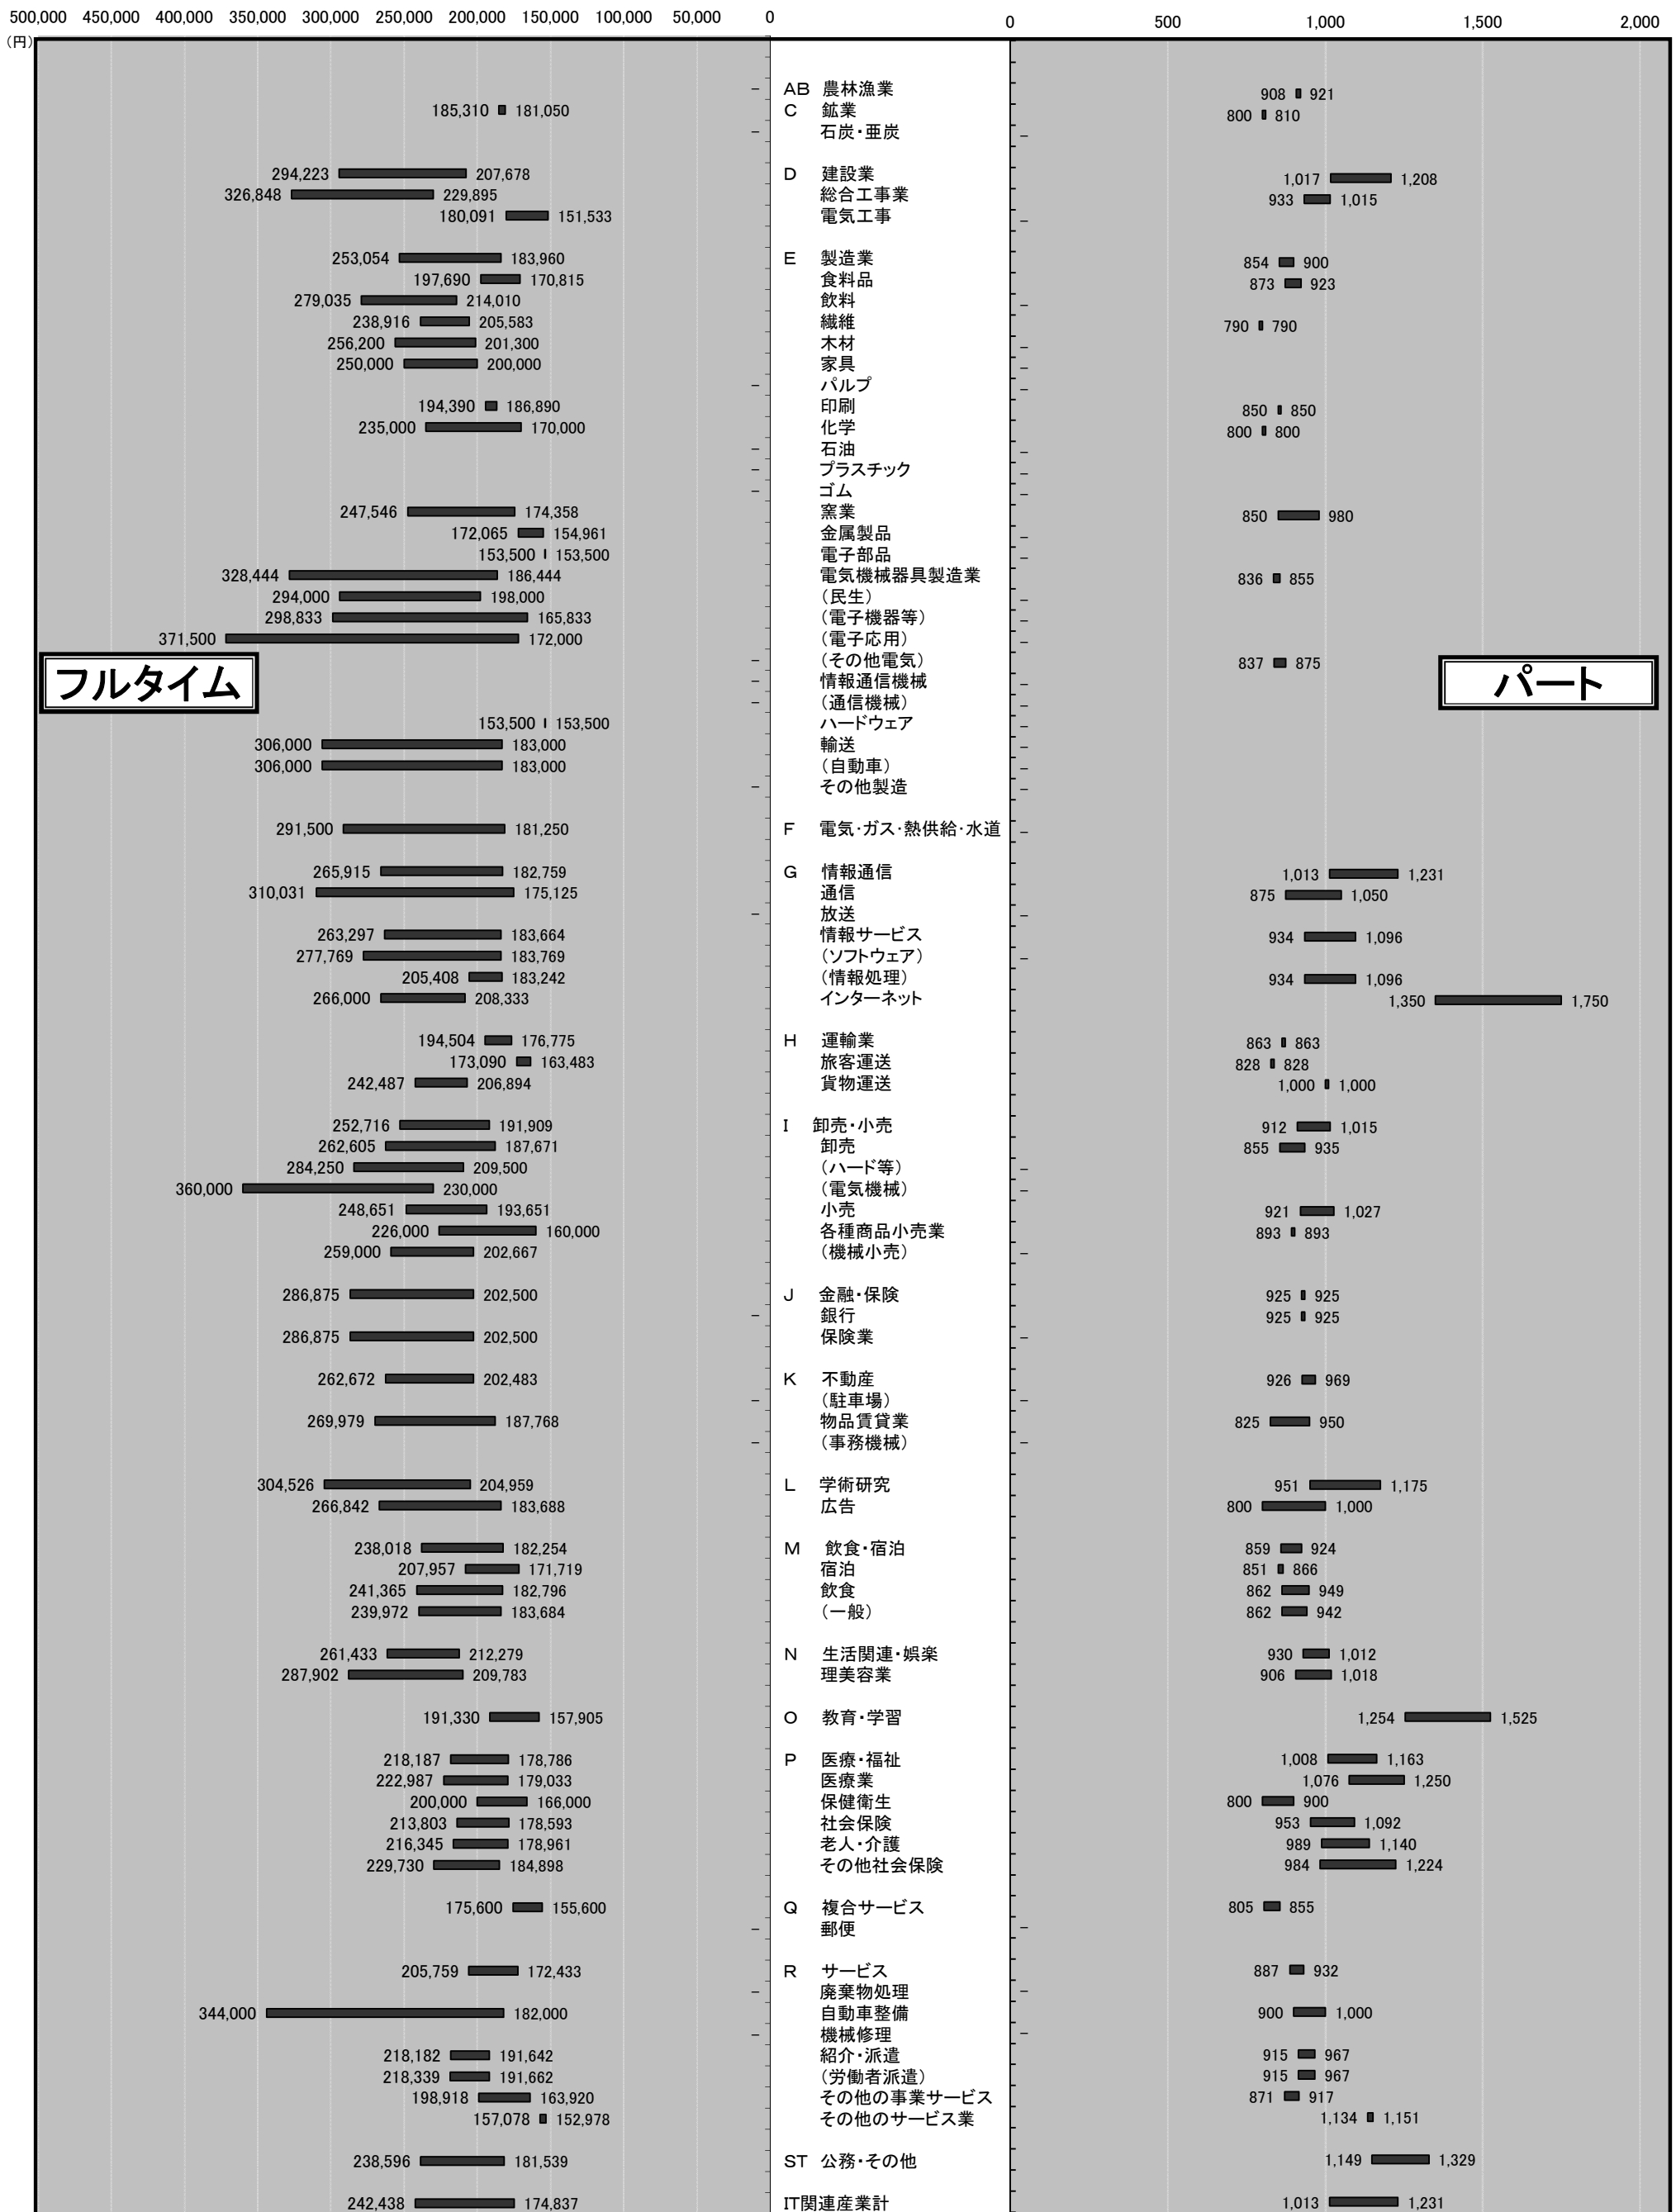 500,000 450,000 400,000 350,000 300,000 250,000 200,000 150,000 100,000 50,000 0 0 500 1,000 1,500 2,000
(円)
－ AB 農林漁業 908 921
185,310 181,050 C 鉱業 800 810
－ 石炭・亜炭 －
294,223 207,678 D 建設業 1,017 1,208
326,848 229,895 総合工事業 933 1,015
180,091 151,533 電気工事 －
253,054 183,960 E 製造業 854 900
197,690 170,815 食料品 873 923
279,035 214,010 飲料 －
238,916 205,583 繊維 790 790
256,200 201,300 木材 －
250,000 200,000 家具 －
－ パルプ －
194,390 186,890 印刷 850 850
235,000 170,000 化学 800 800
－ 石油 －
－ プラスチック －
－ ゴム －
247,546 174,358 窯業 850 980
172,065 154,961 金属製品 －
153,500 153,500 電子部品 －
328,444 186,444 電気機械器具製造業 836 855
294,000 198,000 （民生） －
298,833 165,833 （電子機器等） －
371,500 172,000 （電子応用） －
－ （その他電気） 837 875
フルタイム － 情報通信機械 － パート
－ （通信機械） －
153,500 153,500 ハードウェア －
306,000 183,000 輸送 －
306,000 183,000 （自動車） －
－ その他製造 －
291,500 181,250 F 電気・ガス・熱供給・水道 －
265,915 182,759 G 情報通信 1,013 1,231
310,031 175,125 通信 875 1,050
－ 放送 －
263,297 183,664 情報サービス 934 1,096
277,769 183,769 （ソフトウェア） －
205,408 183,242 （情報処理） 934 1,096
266,000 208,333 インターネット 1,350 1,750
194,504 176,775 H 運輸業 863 863
173,090 163,483 旅客運送 828 828
242,487 206,894 貨物運送 1,000 1,000
252,716 191,909 I 卸売・小売 912 1,015
262,605 187,671 卸売 855 935
284,250 209,500 （ハード等） －
360,000 230,000 （電気機械） －
248,651 193,651 小売 921 1,027
226,000 160,000 各種商品小売業 893 893
259,000 202,667 （機械小売） －
286,875 202,500 J 金融・保険 925 925
－ 銀行 925 925
286,875 202,500 保険業 －
262,672 202,483 K 不動産 926 969
－ （駐車場）
269,979 187,768 物品賃貸業 825 950
－ （事務機械） －
304,526 204,959 L 学術研究 951 1,175
266,842 183,688 広告 800 1,000
238,018 182,254 M 飲食・宿泊 859 924
207,957 171,719 宿泊 851 866
241,365 182,796 飲食 862 949
239,972 183,684 （一般） 862 942
261,433 212,279 N 生活関連・娯楽 930 1,012
287,902 209,783 理美容業 906 1,018
191,330 157,905 O 教育・学習 1,254 1,525
218,187 178,786 P 医療・福祉 1,008 1,163
222,987 179,033 医療業 1,076 1,250
200,000 166,000 保健衛生 800 900
213,803 178,593 社会保険 953 1,092
216,345 178,961 老人・介護 989 1,140
229,730 184,898 その他社会保険 984 1,224
175,600 155,600 Q 複合サービス 805 855
－ 郵便 －
205,759 172,433 R サービス 887 932
－ 廃棄物処理 －
344,000 182,000 自動車整備 900 1,000
－ 機械修理 －
218,182 191,642 紹介・派遣 915 967
218,339 191,662 （労働者派遣） 915 967
198,918 163,920 その他の事業サービス 871 917
157,078 152,978 その他のサービス業 1,134 1,151
238,596 181,539 ST 公務・その他 1,149 1,329
242,438 174,837 IT関連産業計 1,013 1,231